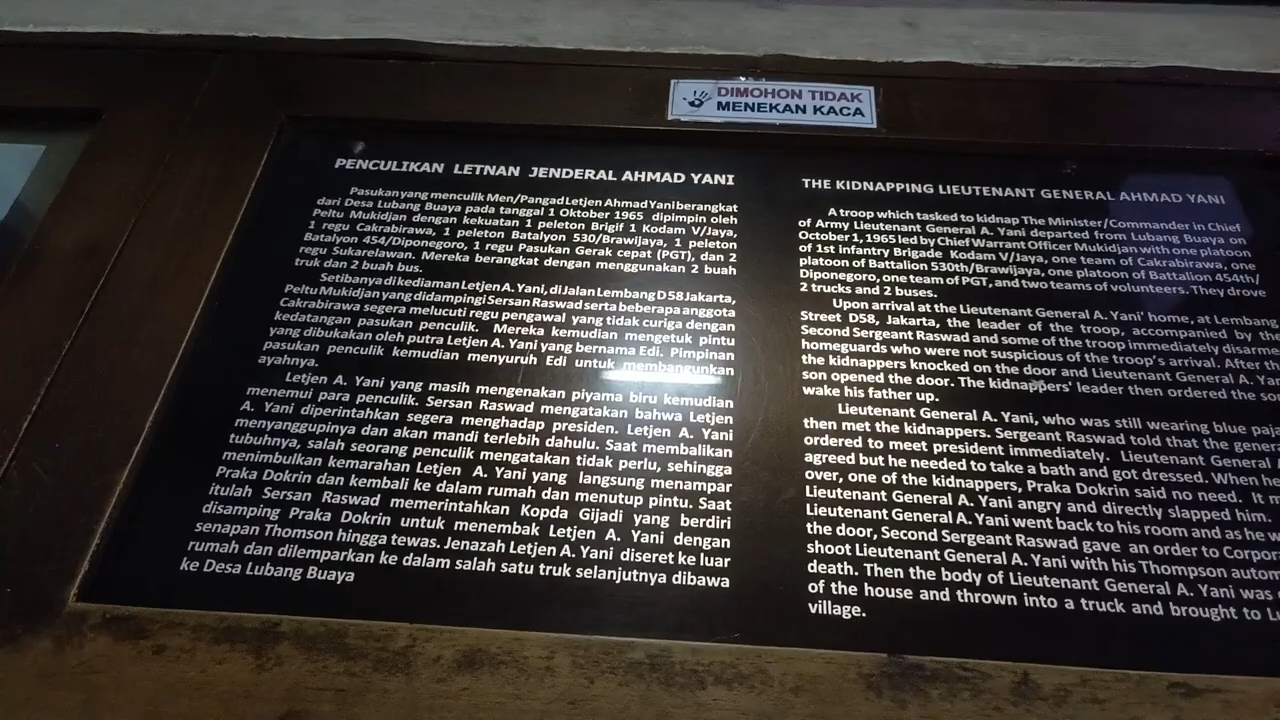 DIMOHON TIDAK
MENEKAN KACA
PENCULIKAN LETNAN JENDERAL AHMAD YANI
Pasukan yang menculik Men/Pangad Letjen Ahmad Yani berangkat
dari Desa Lubang Buaya pada tanggal 1 Oktober 1965 dipimpin oleh
Peltu Mukidjan dengan kekuatan 1 peleton Brigif 1 Kodam V/Jaya,
1 regu Cakrabirawa, 1 peleton Batalyon 530/Brawijaya, 1 peleton
Batalyon 454/Diponegoro, 1 regu Pasukan Gerak cepat (PGT), dan 2
regu Sukarelawan. Mereka berangkat dengan menggunakan 2 buah
truk dan 2 buah bus.
Setibanya di kediaman Letjen A. Yani, di Jalan Lembang D 58 Jakarta,
Peltu Mukidjan yang didampingi Sersan Raswad serta beberapa anggota
Cakrabirawa segera melucuti regu pengawal yang tidak curiga dengan
kedatangan pasukan penculik. Mereka kemudian mengetuk pintu
yang dibukakan oleh putra Letjen A. Yani yang bernama Edi. Pimpinan
pasukan penculik kemudian menyuruh Edi untuk membangunkan
ayahnya.
Letjen A. Yani yang masih mengenakan piyama biru kemudian
menemui para penculik. Sersan Raswad mengatakan bahwa Letjen
A. Yani diperintahkan segera menghadap presiden. Letjen A. Yani
menyanggupinya dan akan mandi terlebih dahulu. Saat membalikan
tubuhnya, salah seorang penculik mengatakan tidak perlu, sehingga
menimbulkan kemarahan Letjen A. Yani yang langsung menampar
Praka Dokrin dan kembali ke dalam rumah dan menutup pintu. Saat
itulah Sersan Raswad memerintahkan Kopda Gijadi yang berdiri
disamping Praka Dokrin untuk menembak Letjen A. Yani dengan
senapan Thomson hingga tewas. Jenazah Letjen A. Yani diseret ke luar
rumah dan dilemparkan ke dalam salah satu truk selanjutnya dibawa
ke Desa Lubang Buaya
THE KIDNAPPING LIEUTENANT GENERAL AHMAD YANI
A troop which tasked to kidnap The Minister/Commander in Chief
of Army Lieutenant General A. Yani departed from Lubang Buaya on
October 1, 1965 led by Chief Warrant Officer Mukidjan with one platoon
of 1st infantry Brigade Kodam V/Jaya, one team of Cakrabirawa, one
platoon of Battalion 530th/Brawijaya, one platoon of Battalion 454th/
Diponegoro, one team of PGT, and two teams of volunteers. They drove
2 trucks and 2 buses.
Upon arrival at the Lieutenant General A. Yani' home, at Lembang
Street D58, Jakarta, the leader of the troop, accompanied by the
Second Sergeant Raswad and some of the troop immediately disarme
homeguards who were not suspicious of the troop's arrival. After th
the kidnappers knocked on the door and Lieutenant General A. Yan
son opened the door. The kidnappers' leader then ordered the so
wake his father up.
Lieutenant General A. Yani, who was still wearing blue paja
then met the kidnappers. Sergeant Raswad told that the genera
ordered to meet president immediately. Lieutenant General
agreed but he needed to take a bath and got dressed. When he
over, one of the kidnappers, Praka Dokrin said no need. It m
Lieutenant General A. Yani angry and directly slapped him.
Lieutenant General A. Yani went back to his room and as he w
the door, Second Sergeant Raswad gave an order to Corpor
shoot Lieutenant General A. Yani with his Thompson autom
death. Then the body of Lieutenant General A. Yani was
of the house and thrown into a truck and brought to L
village.